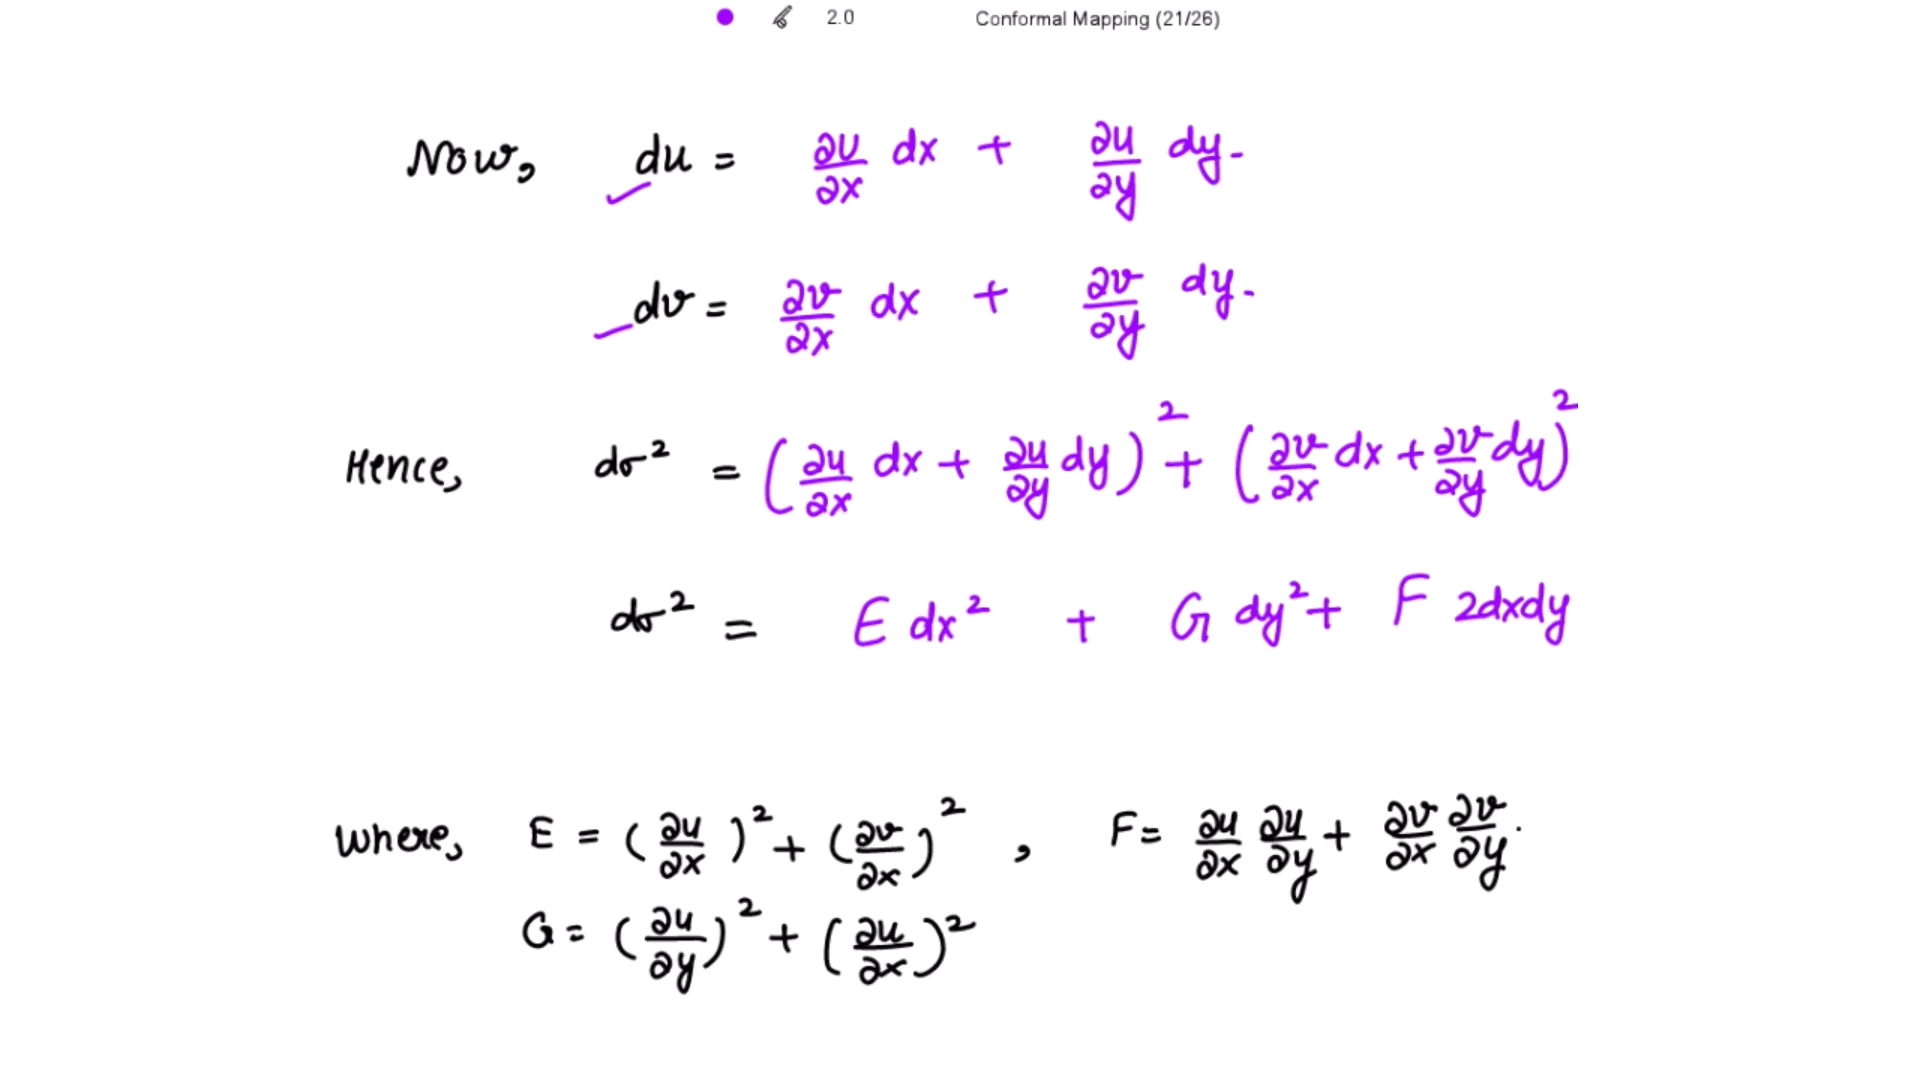 2.0 Conformal Mapping (21/26)
Now, du = ∂u/∂x dx + ∂u/∂y dy.
dv = ∂v/∂x dx + ∂v/∂y dy.
Hence, dσ² = (∂u/∂x dx + ∂u/∂y dy)² + (∂v/∂x dx + ∂v/∂y dy)²
dσ² = E dx² + G dy² + F 2dxdy
Where, E = (∂u/∂x)² + (∂v/∂x)², F = ∂u/∂x ∂u/∂y + ∂v/∂x ∂v/∂y.
G = (∂u/∂y)² + (∂u/∂x)²